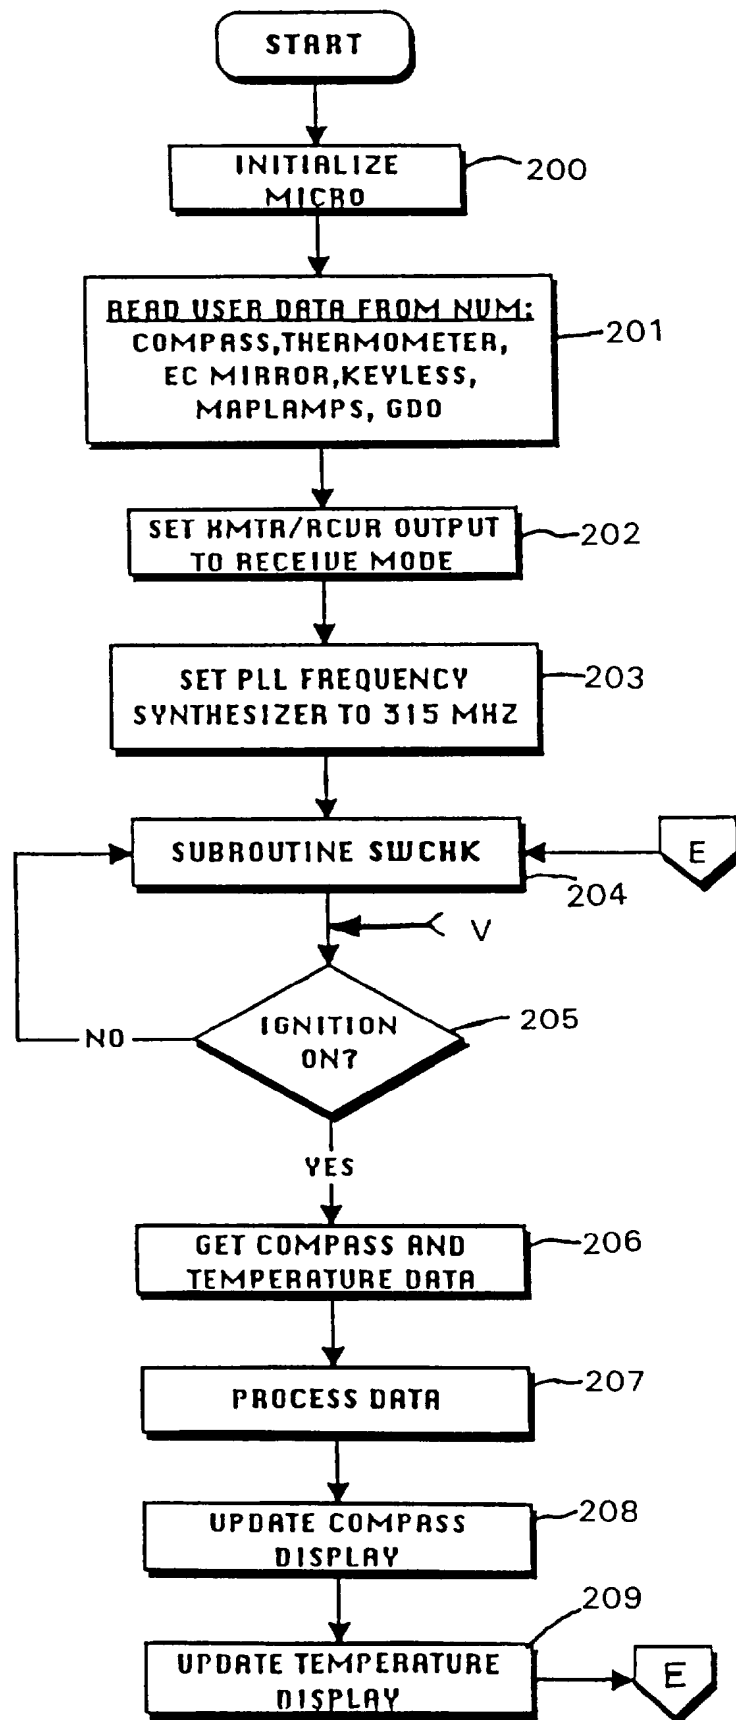 START
INITIALIZE
MICRO
200
READ USER DATA FROM NVM:
COMPASS,THERMOMETER,
EC MIRROR,KEYLESS,
MAPLAMPS, GDO
201
SET XMTR/RCVR OUTPUT
TO RECEIVE MODE
202
SET PLL FREQUENCY
SYNTHESIZER TO 315 MHZ
203
SUBROUTINE SWCHK
E
204
V
IGNITION
ON?
205
NO
YES
GET COMPASS AND
TEMPERATURE DATA
206
PROCESS DATA
207
UPDATE COMPASS
DISPLAY
208
209
UPDATE TEMPERATURE
DISPLAY
E